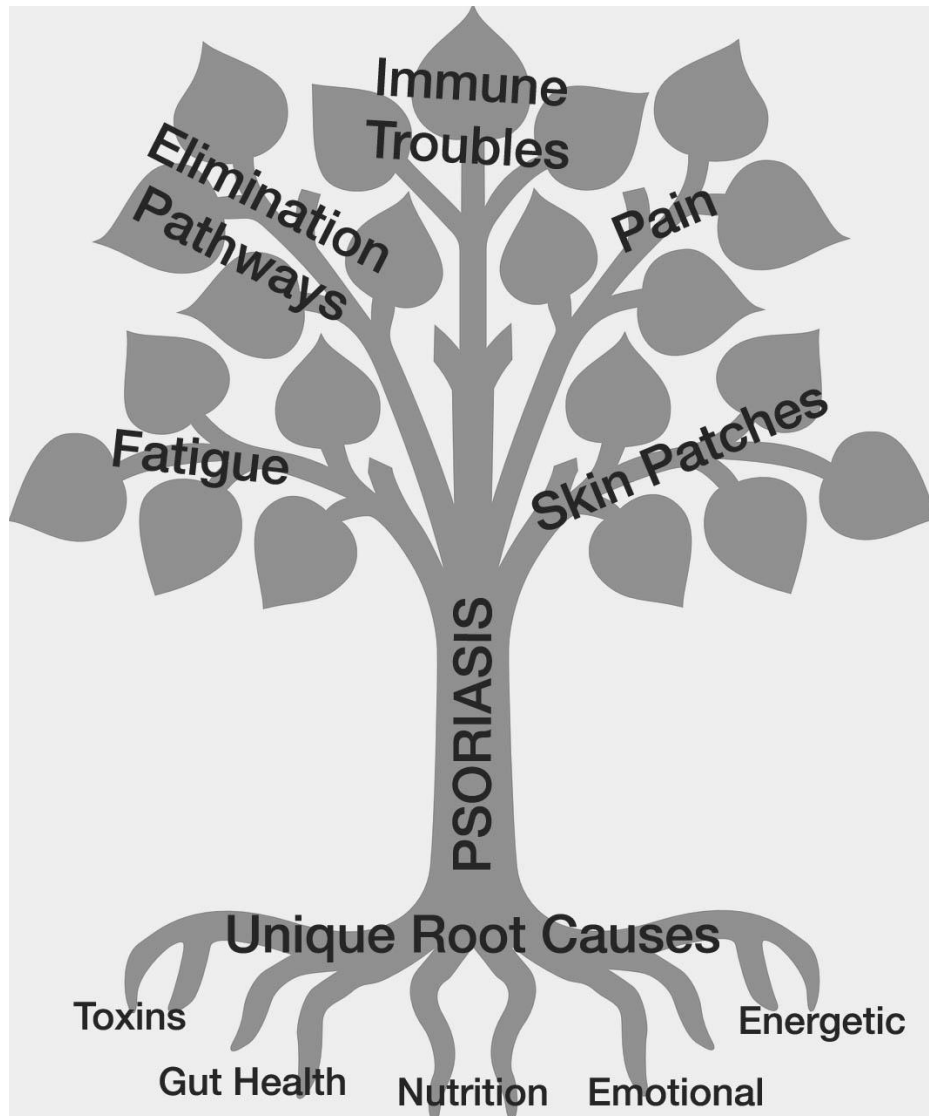 Immune
Troubles
Elimination
Pathways
Pain
Fatigue
Skin Patches
PSORIASIS
Unique Root Causes
Toxins
Energetic
Gut Health
Nutrition
Emotional